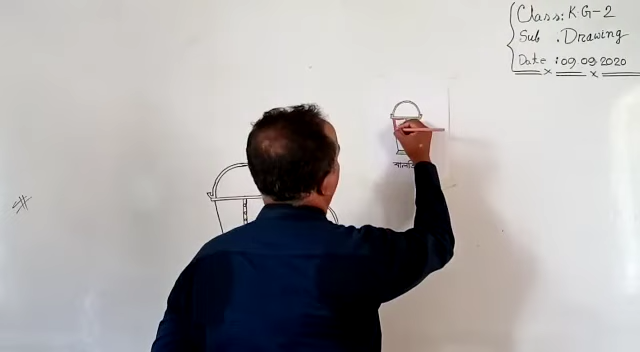 Class: KG-2
Sub . Drawing
Date : 09.09.2020